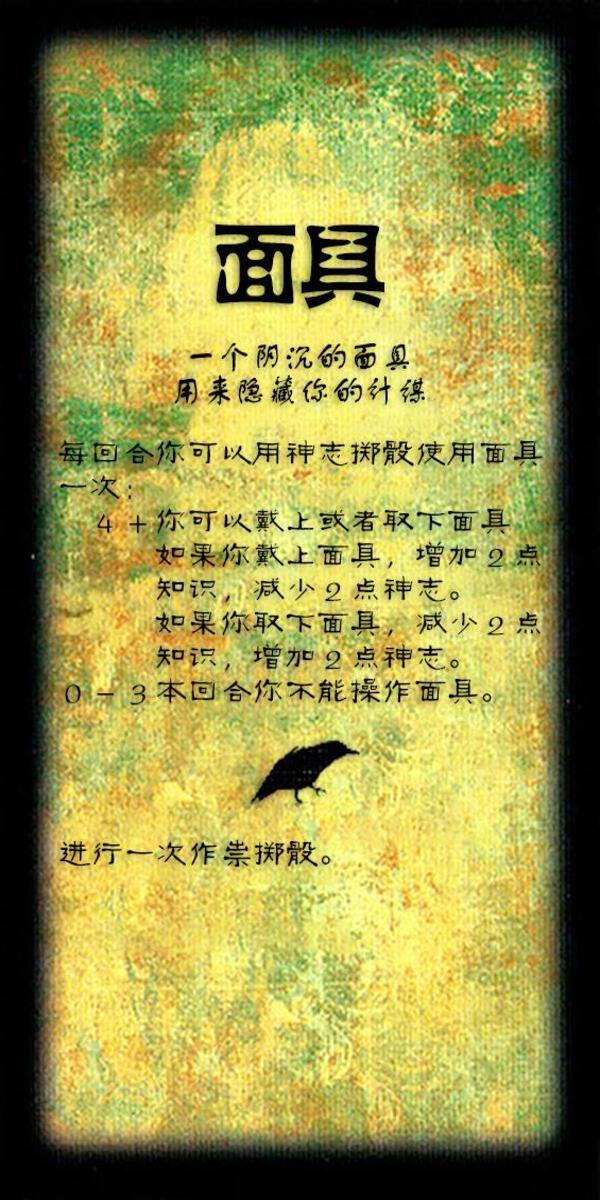 面具
一个阴沉的面具
用来隐藏你的计谋
每回合你可以用神志掷骰使用面具
一次：
4＋你可以戴上或者取下面具
如果你戴上面具，增加2点
知识，减少2点神志。
如果你取下面具，减少2点
知识，增加2点神志。
0－3本回合你不能操作面具。
进行一次作祟掷骰。